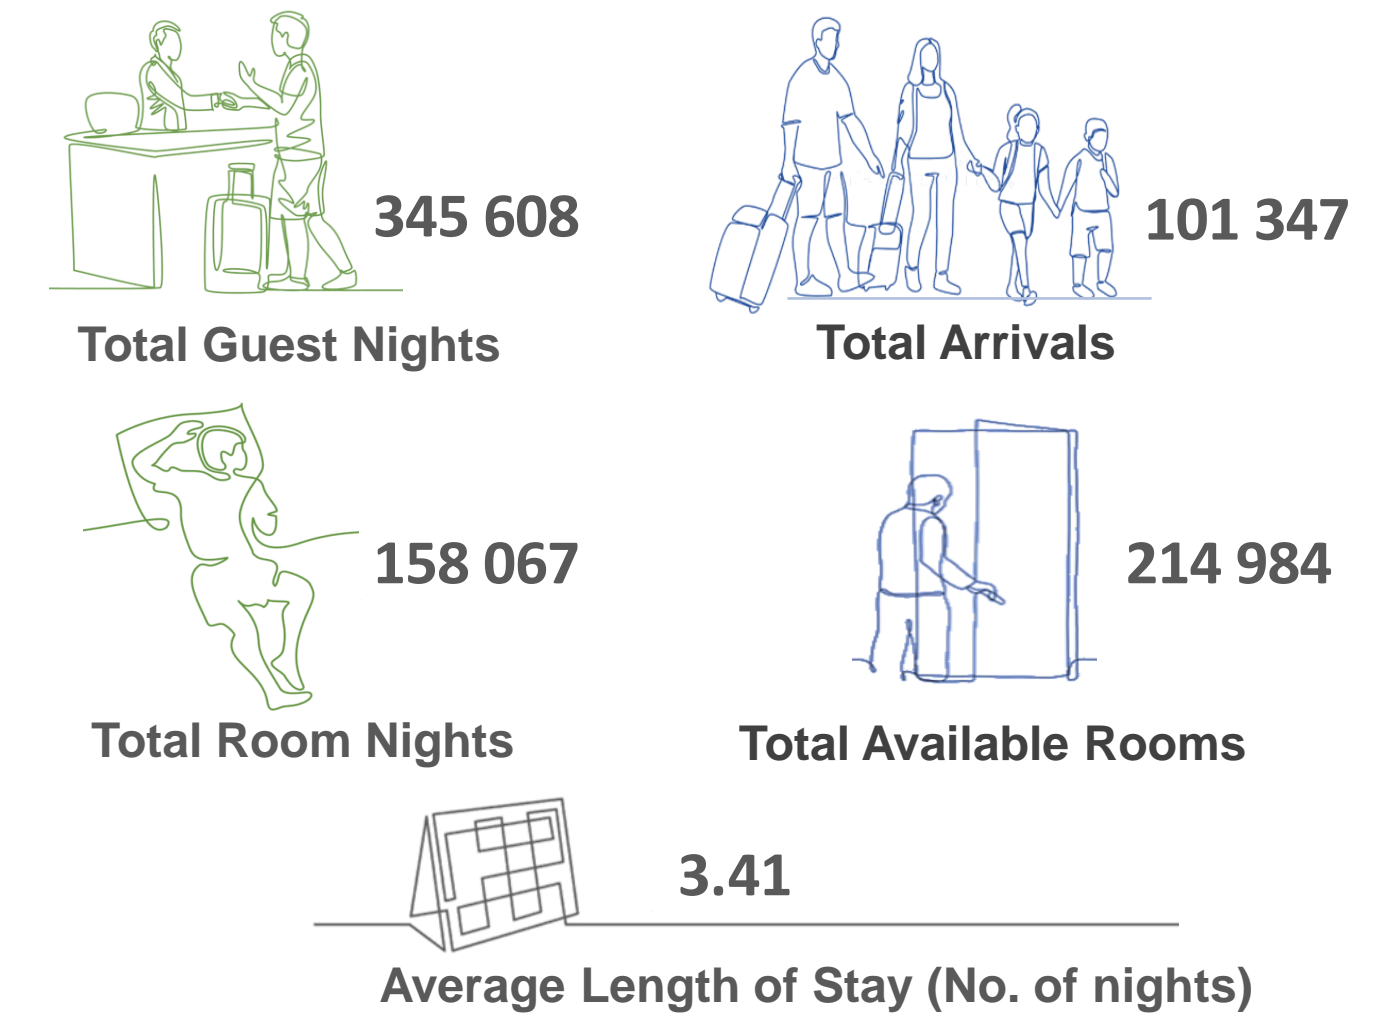 345 608
Total Guest Nights
101 347
Total Arrivals
158 067
Total Room Nights
214 984
Total Available Rooms
3.41
Average Length of Stay (No. of nights)